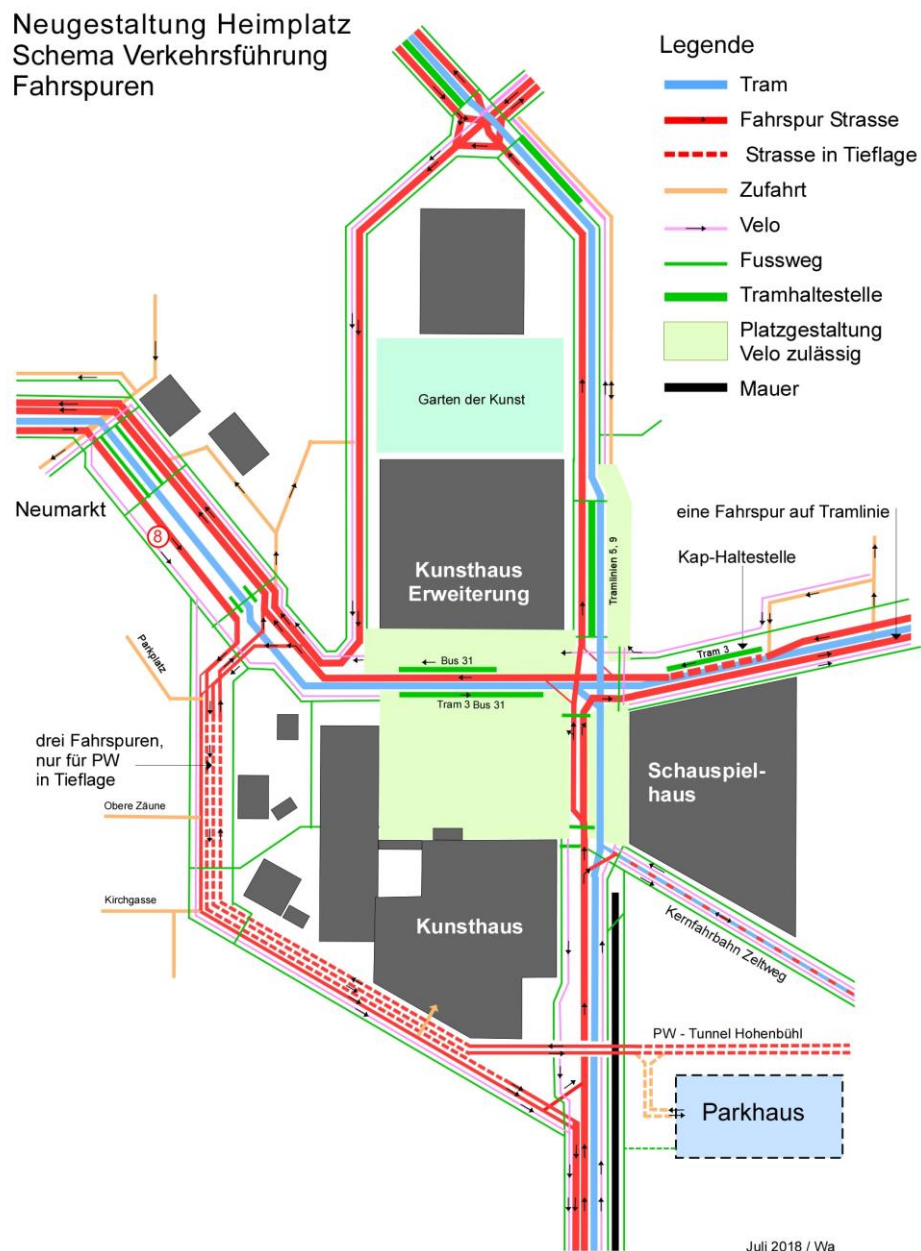 Neugestaltung Heimplatz
Schema Verkehrsführung
Fahrspuren
Legende
Tram
Fahrspur Strasse
Strasse in Tieflage
Zufahrt
Velo
Fussweg
Tramhaltestelle
Platzgestaltung
Velo zulässig
Mauer
Garten der Kunst
Neumarkt
8
Kunsthaus
Erweiterung
Tramlinien 5, 9
eine Fahrspur auf Tramlinie
Kap-Haltestelle
Tram 3
Parkplatz
Bus 31
Tram 3 Bus 31
drei Fahrspuren,
nur für PW
in Tieflage
Schauspiel-
haus
Obere Zäune
Kirchgasse
Kunsthaus
Kernfahrbahn Zeltweg
PW - Tunnel Hohenbühl
Parkhaus
Juli 2018 / Wa